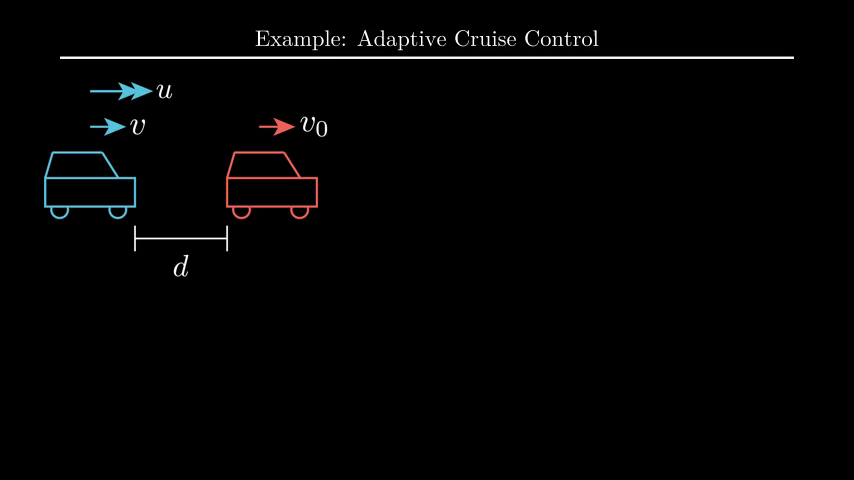 Example: Adaptive Cruise Control
u
v
v₀
d